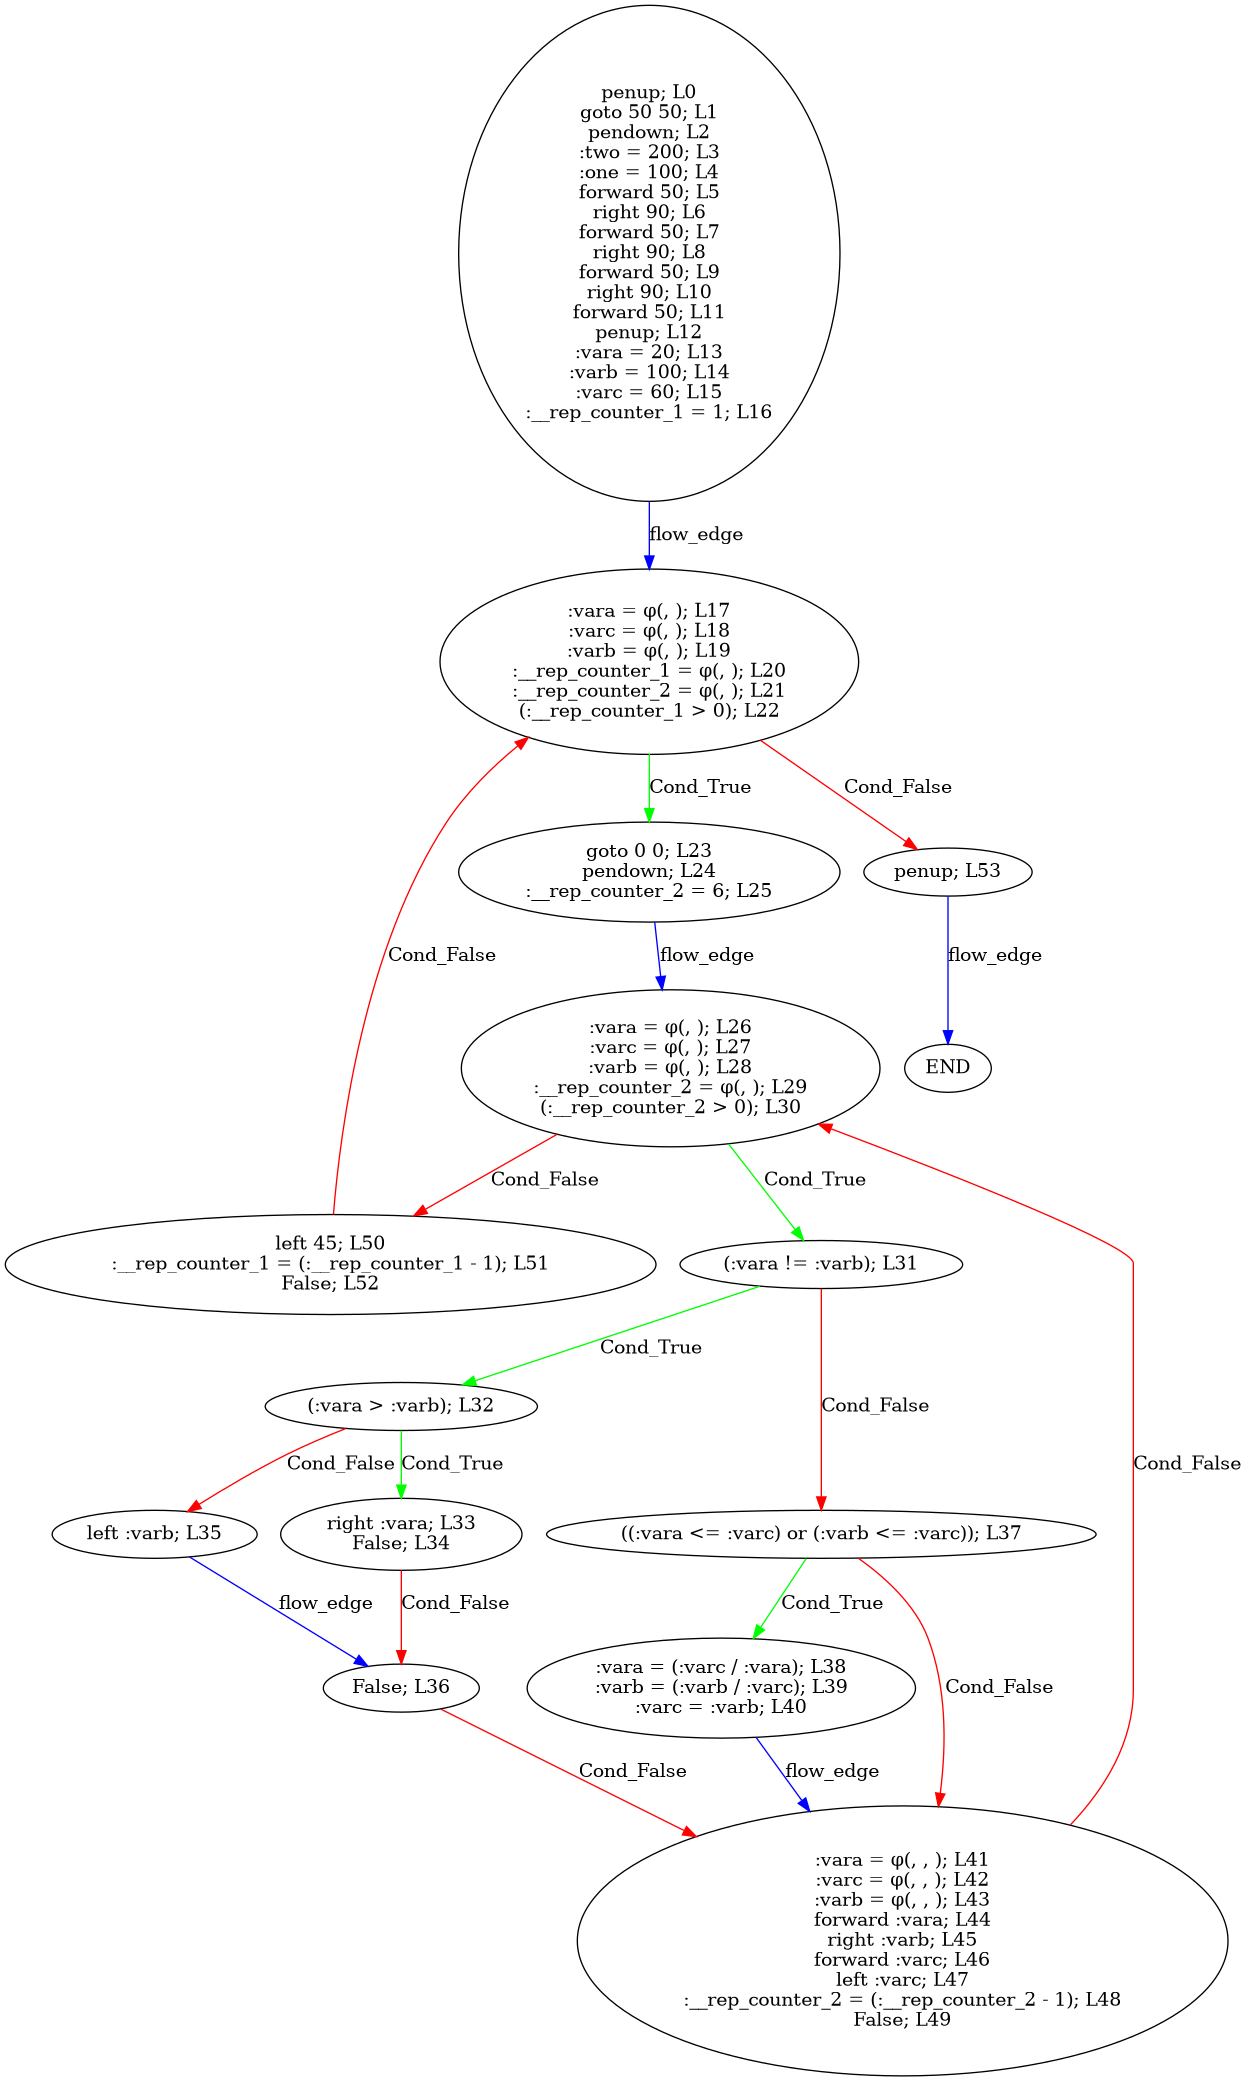 penup; L0
goto 50 50; L1
pendown; L2
:two = 200; L3
:one = 100; L4
forward 50; L5
right 90; L6
forward 50; L7
right 90; L8
forward 50; L9
right 90; L10
forward 50; L11
penup; L12
:vara = 20; L13
:varb = 100; L14
:varc = 60; L15
:__rep_counter_1 = 1; L16
flow_edge
:vara = φ(, ); L17
:varc = φ(, ); L18
:varb = φ(, ); L19
:__rep_counter_1 = φ(, ); L20
:__rep_counter_2 = φ(, ); L21
(:__rep_counter_1 > 0); L22
Cond_True
Cond_False
goto 0 0; L23
pendown; L24
:__rep_counter_2 = 6; L25
penup; L53
Cond_False
flow_edge
flow_edge
:vara = φ(, ); L26
:varc = φ(, ); L27
:varb = φ(, ); L28
:__rep_counter_2 = φ(, ); L29
(:__rep_counter_2 > 0); L30
END
Cond_False
Cond_True
left 45; L50
:__rep_counter_1 = (:__rep_counter_1 - 1); L51
False; L52
(:vara != :varb); L31
Cond_True
(:vara > :varb); L32
Cond_False
Cond_False
Cond_True
Cond_False
left :varb; L35
right :vara; L33
False; L34
((:vara <= :varc) or (:varb <= :varc)); L37
flow_edge
Cond_False
Cond_True
False; L36
:vara = (:varc / :vara); L38
:varb = (:varb / :varc); L39
:varc = :varb; L40
Cond_False
Cond_False
flow_edge
:vara = φ(, , ); L41
:varc = φ(, , ); L42
:varb = φ(, , ); L43
forward :vara; L44
right :varb; L45
forward :varc; L46
left :varc; L47
:__rep_counter_2 = (:__rep_counter_2 - 1); L48
False; L49